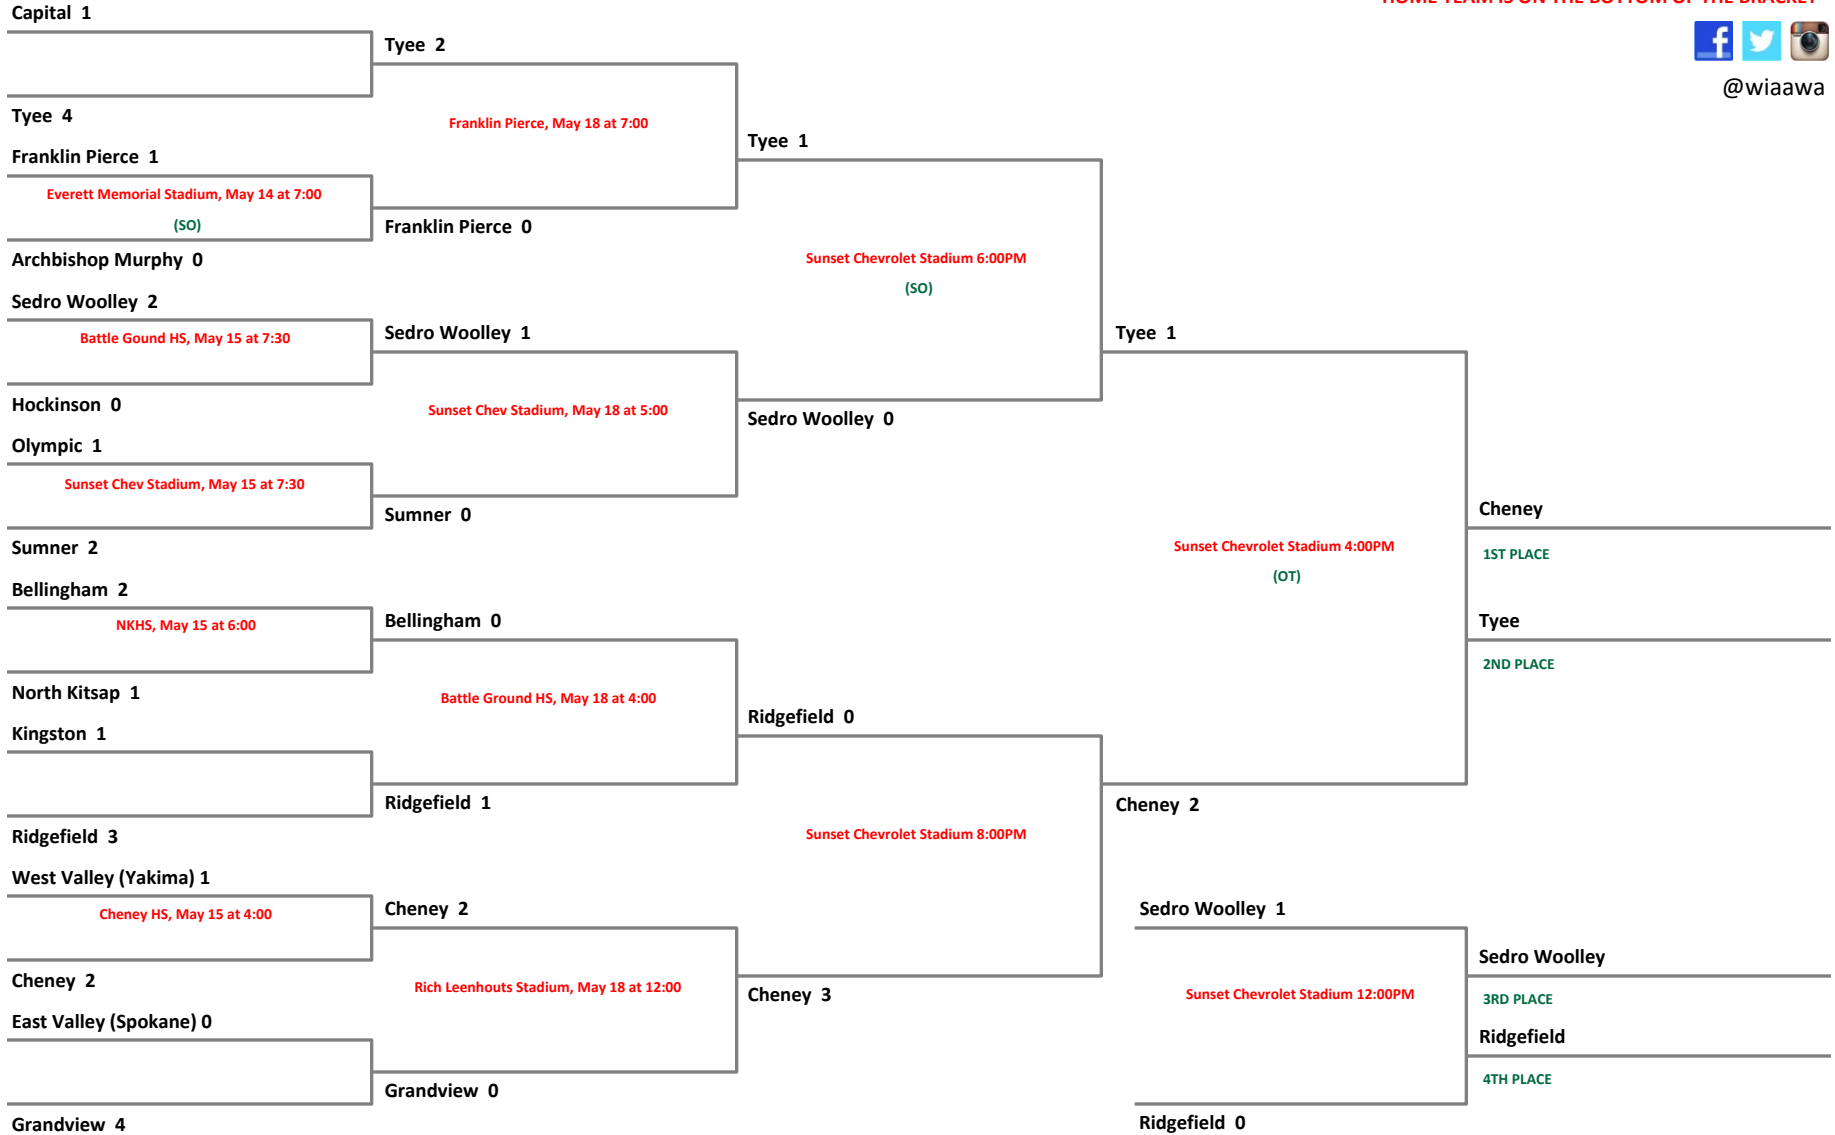 HOME TEAM IS ON THE BOTTOM OF THE BRACKET
@wiaawa
Capital 1
Tyee 4
Franklin Pierce 1
Everett Memorial Stadium, May 14 at 7:00
(SO)
Archbishop Murphy 0
Sedro Woolley 2
Battle Gound HS, May 15 at 7:30
Hockinson 0
Olympic 1
Sunset Chev Stadium, May 15 at 7:30
Sumner 2
Bellingham 2
NKHS, May 15 at 6:00
North Kitsap 1
Kingston 1
Ridgefield 3
West Valley (Yakima) 1
Cheney HS, May 15 at 4:00
Cheney 2
East Valley (Spokane) 0
Grandview 4
Tyee 2
Franklin Pierce, May 18 at 7:00
Franklin Pierce 0
Sedro Woolley 1
Sunset Chev Stadium, May 18 at 5:00
Sumner 0
Bellingham 0
Battle Ground HS, May 18 at 4:00
Ridgefield 1
Cheney 2
Rich Leenhouts Stadium, May 18 at 12:00
Grandview 0
Tyee 1
Sunset Chevrolet Stadium 6:00PM
(SO)
Sedro Woolley 0
Ridgefield 0
Sunset Chevrolet Stadium 8:00PM
Cheney 3
Tyee 1
Sunset Chevrolet Stadium 4:00PM
(OT)
Cheney 2
Sedro Woolley 1
Sunset Chevrolet Stadium 12:00PM
Ridgefield 0
Cheney
1ST PLACE
Tyee
2ND PLACE
Sedro Woolley
3RD PLACE
Ridgefield
4TH PLACE